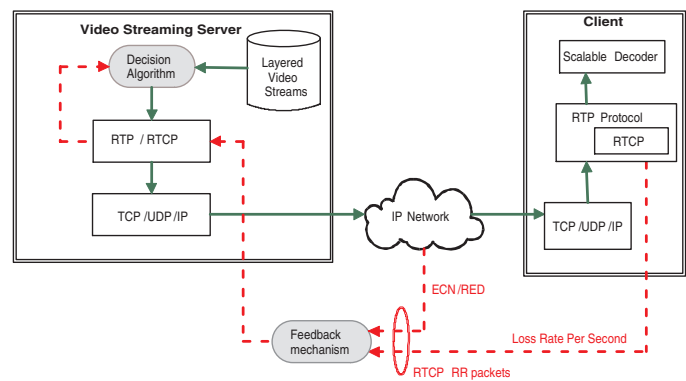 Video Streaming Server
Decision
Algorithm
Layered
Video
Streams
RTP / RTCP
TCP /UDP /IP
IP Network
Client
Scalable Decoder
RTP Protocol
RTCP
TCP /UDP /IP
ECN /RED
Feedback
mechanism
Loss Rate Per Second
RTCP RR packets